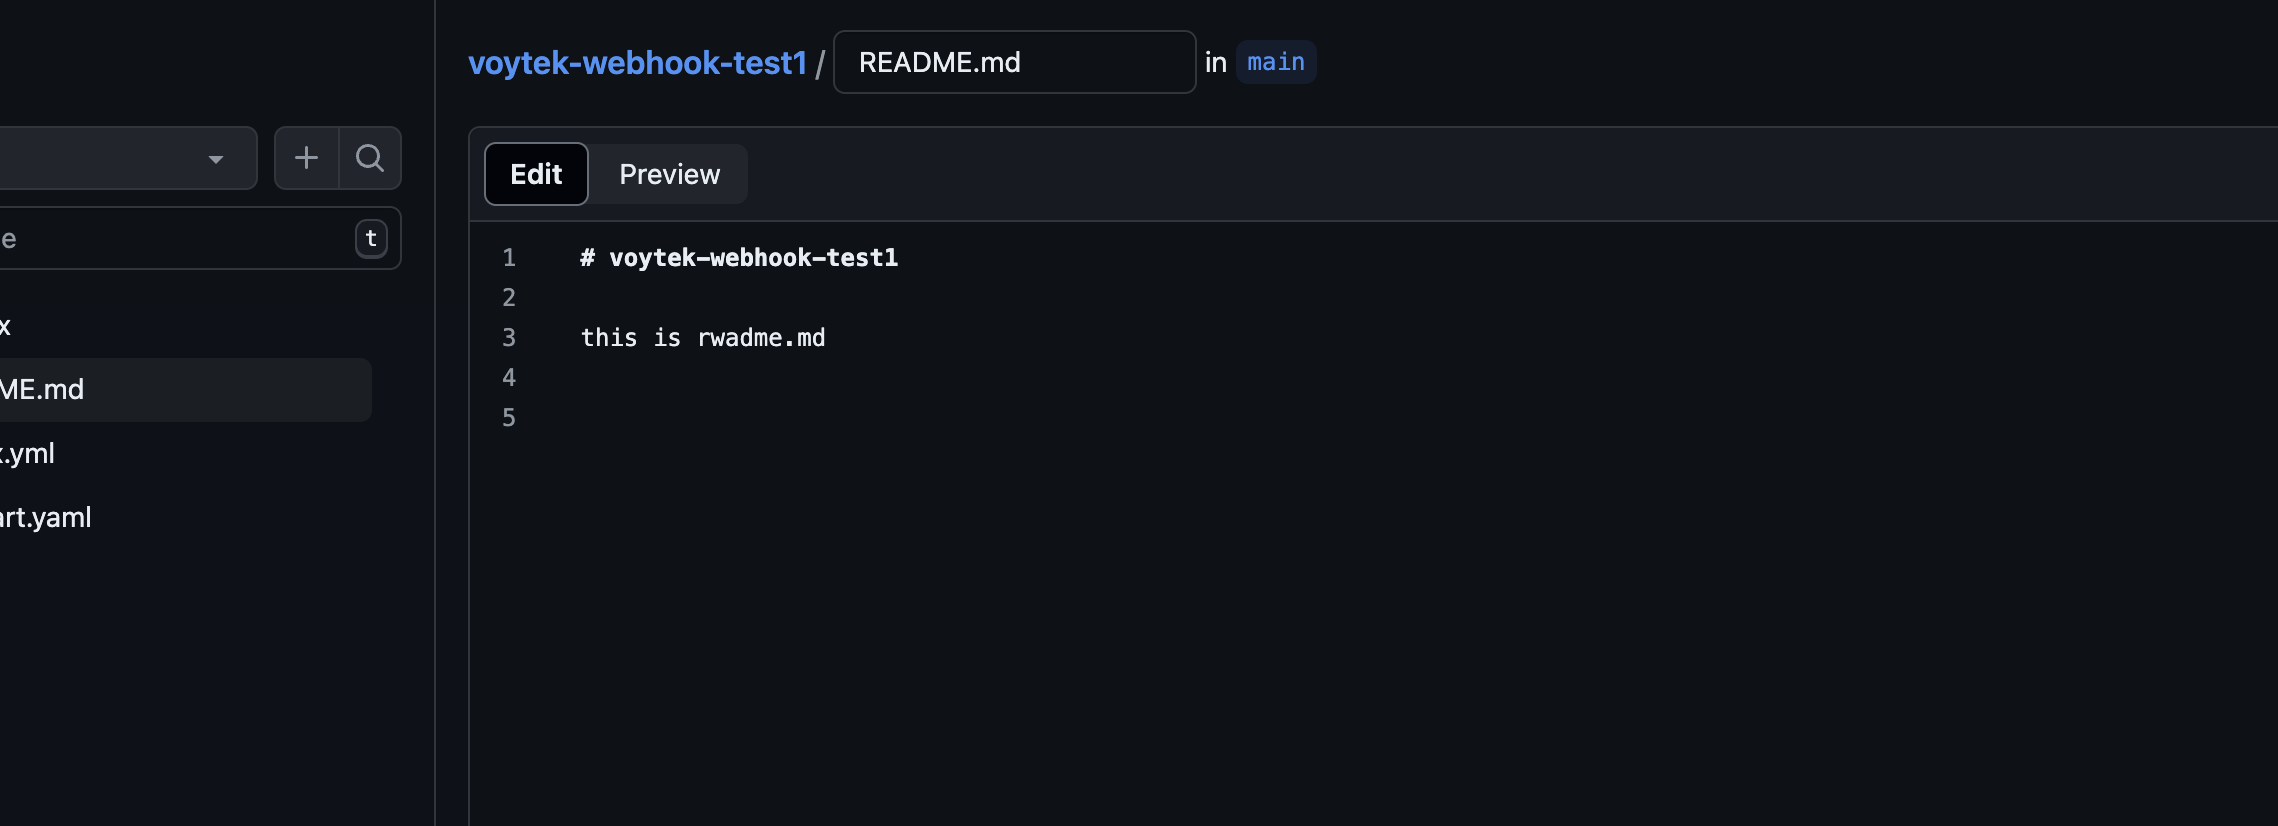 voytek-webhook-test1 / README.md in main
Edit Preview
t
1 # voytek-webhook-test1
2
3 this is rwadme.md
4
5
e
x
ME.md
.yml
art.yaml